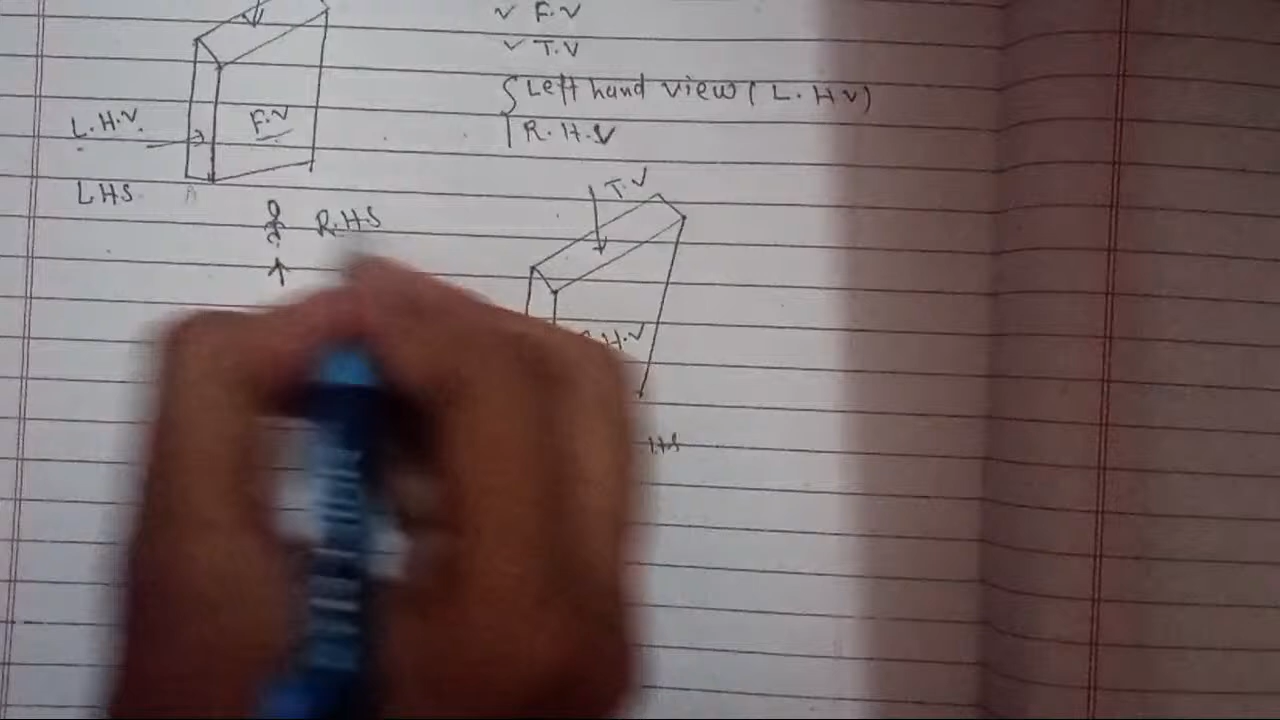 F.V
T.V
Left hand view (L.H.V)
R.H.V
L.H.V.
F.V
LHS
R.H.S
T.V
H.V